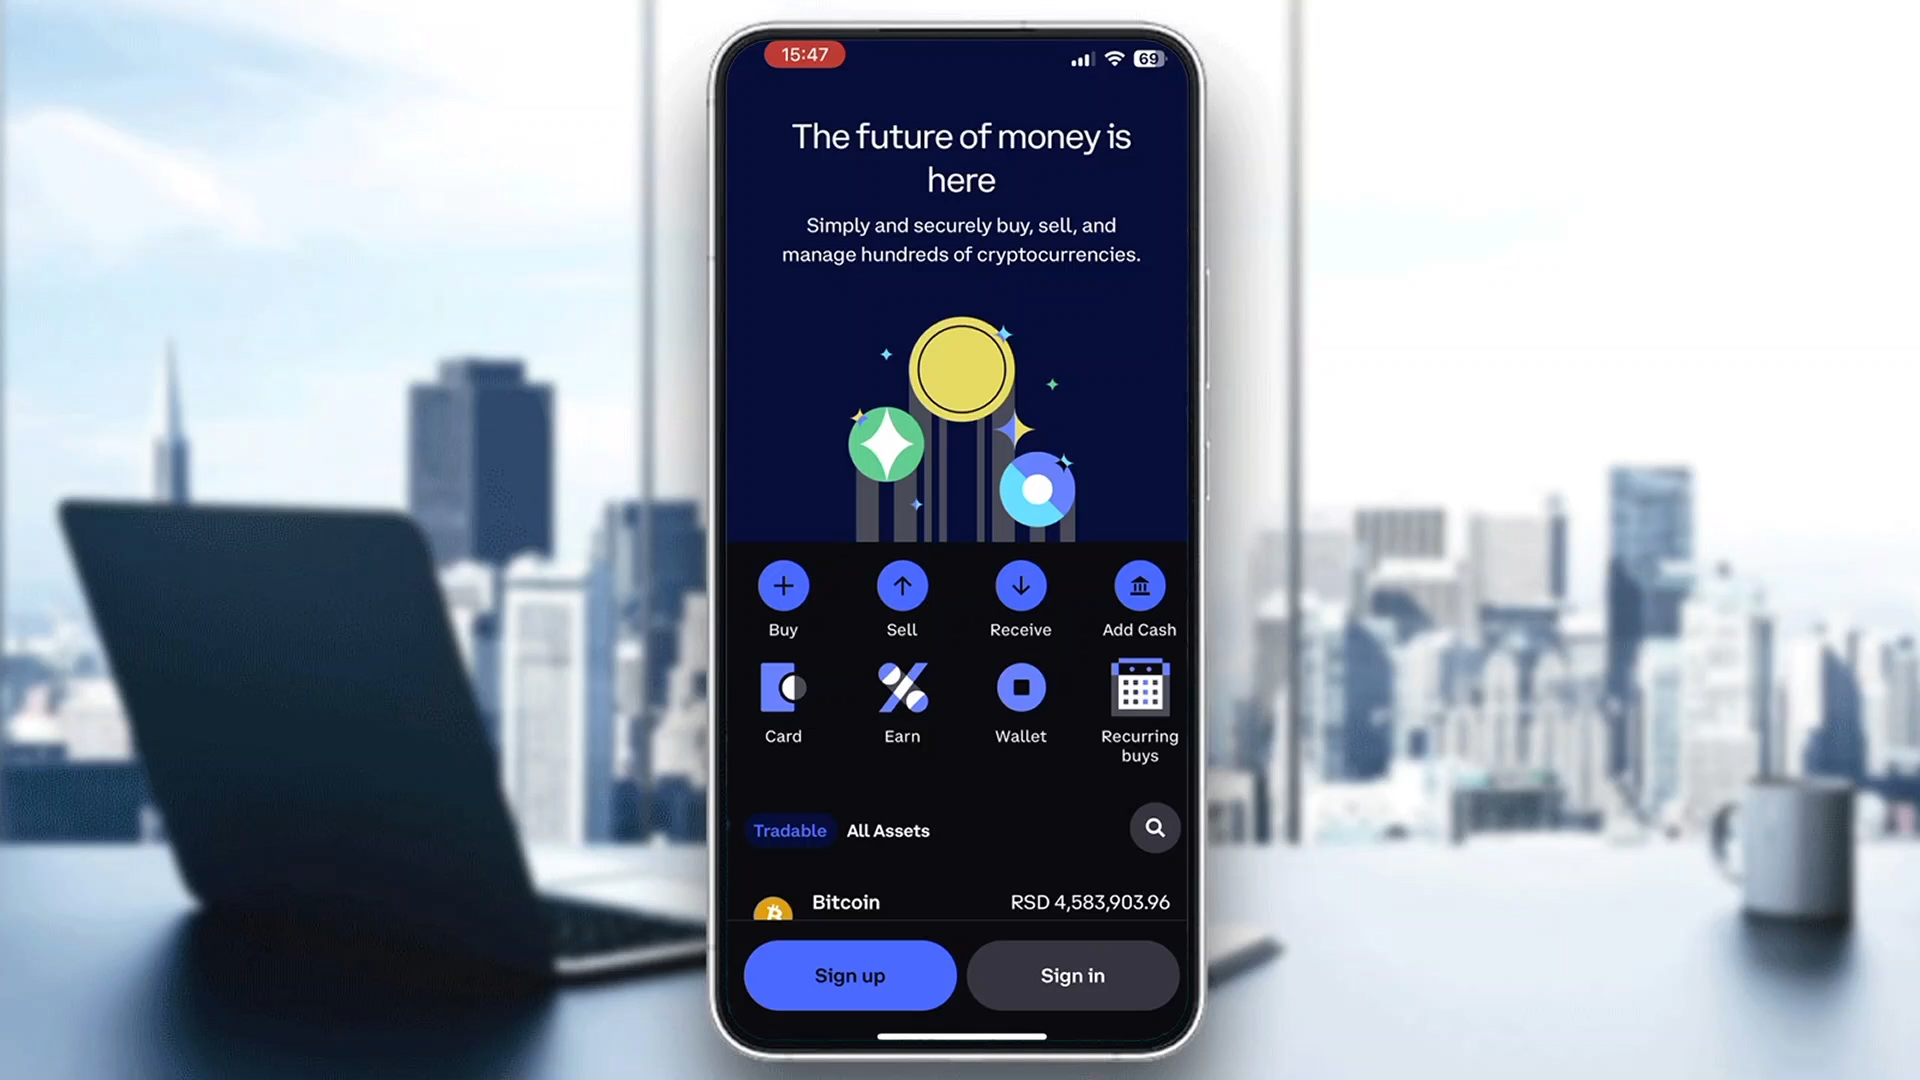 15:47
69
The future of money is
here
Simply and securely buy, sell, and
manage hundreds of cryptocurrencies.
Buy
Sell
Receive
Add Cash
Card
Earn
Wallet
Recurring
buys
Tradable
All Assets
Bitcoin
RSD 4,583,903.96
Sign up
Sign in